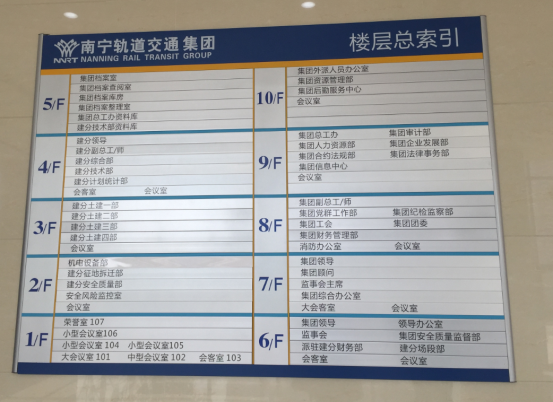 南宁轨道交通集团
NANNING RAIL TRANSIT GROUP
NNRT
楼层总索引
5/F
集团档案室
集团档案查阅室
集团档案库房
集团档案整理室
集团总工办资料库
建分技术部资料库
4/F
建分领导
建分副总工/师
建分综合部
建分技术部
建分计划统计部
会客室 会议室
3/F
建分土建一部
建分土建二部
建分土建三部
建分土建四部
会议室
2/F
机电设备部
建分征地拆迁部
建分安全质量部
安全风险监控室
会议室
1/F
荣誉室 107
小型会议室106
小型会议室 104 小型会议室105
大会议室 101 中型会议室 102 会客室 103
10/F
集团外派人员办公室
集团资源管理部
集团后勤服务中心
会议室
9/F
集团总工办 集团审计部
集团人力资源部 集团企业发展部
集团合约法规部 集团法律事务部
集团信息中心
会议室
8/F
集团副总工/师
集团党群工作部 集团纪检监察部
集团工会 集团团委
集团财务管理部
消防办公室 会议室
7/F
集团领导
集团顾问
监事会主席
集团综合办公室
大会客室 会议室
6/F
集团领导 领导办公室
监事会 集团安全质量监督部
派驻建分财务部 建分场段部
会客室 会议室